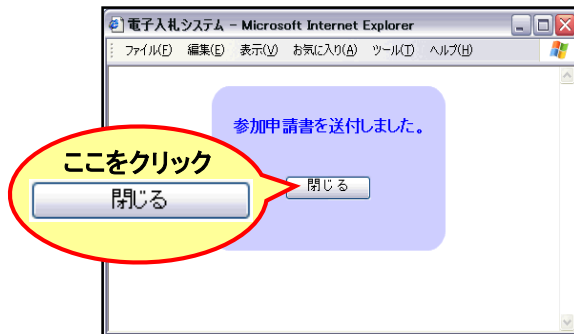 電子入札システム - Microsoft Internet Explorer
ファイル(F) 編集(E) 表示(V) お気に入り(A) ツール(T) ヘルプ(H)
参加申請書を送付しました。
ここをクリック
閉じる
閉じる